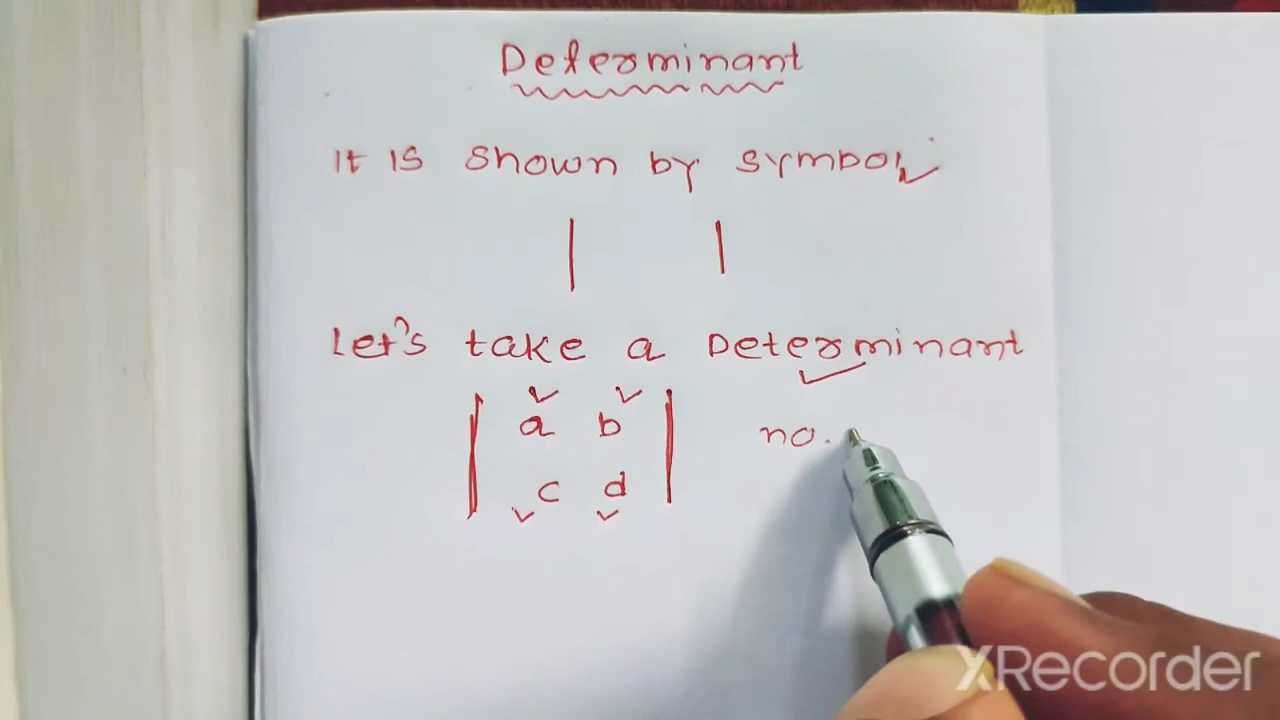 Determinant
It is shown by symbol
| |
Let's take a Determinant
| a b | no.
c d
XRecorder